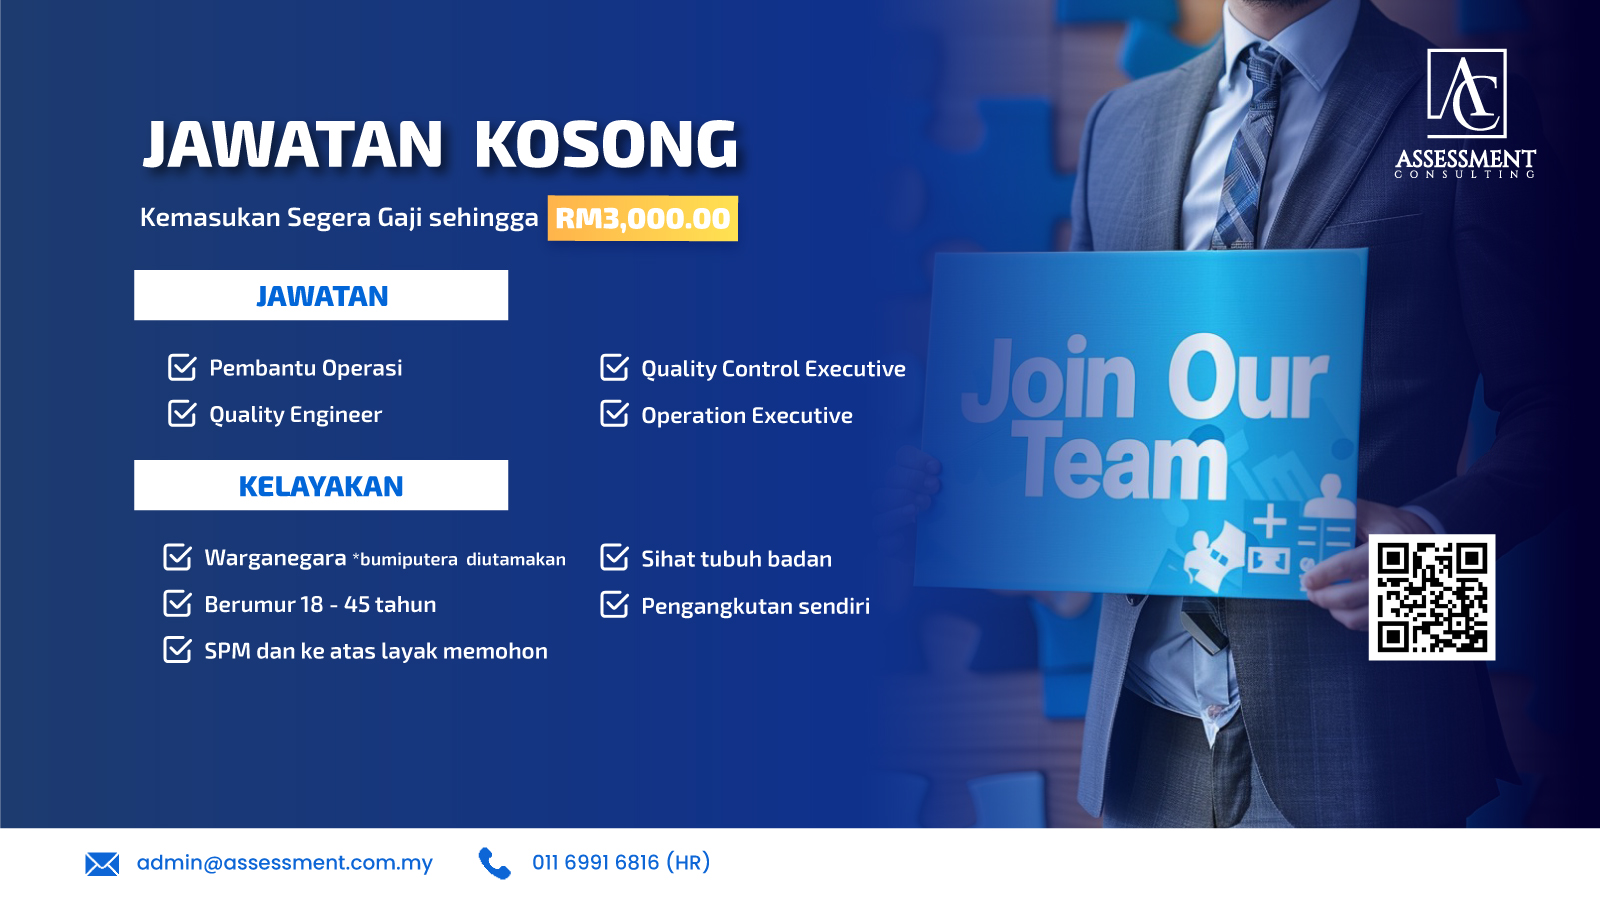 JAWATAN KOSONG
Kemasukan Segera Gaji sehingga RM3,000.00
JAWATAN
Pembantu Operasi
Quality Engineer
Quality Control Executive
Operation Executive
KELAYAKAN
Warganegara *bumiputera diutamakan
Berumur 18 - 45 tahun
SPM dan ke atas layak memohon
Sihat tubuh badan
Pengangkutan sendiri
AC
ASSESSMENT
CONSULTING
Join Our
Team
admin@assessment.com.my
011 6991 6816 (HR)